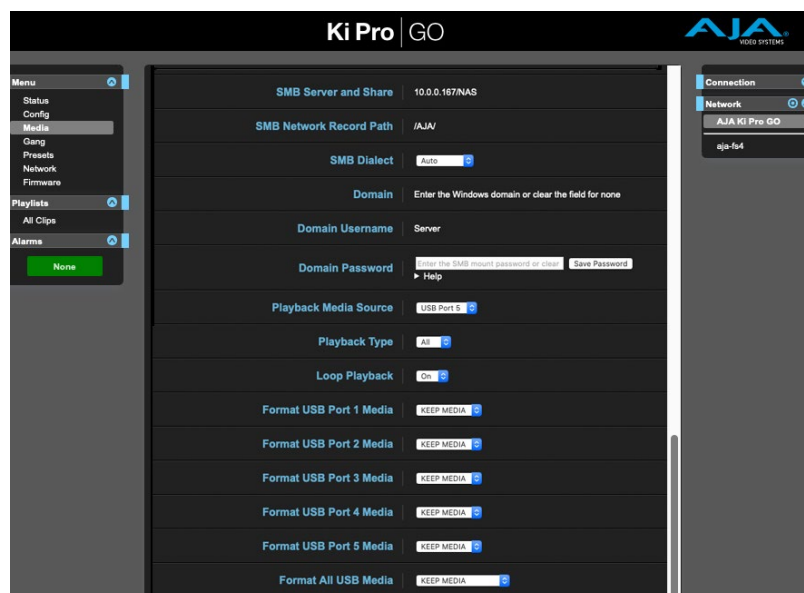 Ki Pro GO
AJA
VIDEO SYSTEMS
Menu
Status
Config
Media
Gang
Presets
Network
Firmware
Playlists
All Clips
Alarms
None
SMB Server and Share 10.0.0.167/NAS
SMB Network Record Path /AJA/
SMB Dialect Auto
Domain Enter the Windows domain or clear the field for none
Domain Username Server
Domain Password Enter the SMB mount password or clear Save Password
Help
Playback Media Source USB Port 5
Playback Type All
Loop Playback On
Format USB Port 1 Media KEEP MEDIA
Format USB Port 2 Media KEEP MEDIA
Format USB Port 3 Media KEEP MEDIA
Format USB Port 4 Media KEEP MEDIA
Format USB Port 5 Media KEEP MEDIA
Format All USB Media KEEP MEDIA
Connection
Network
AJA Ki Pro GO
aja-fs4